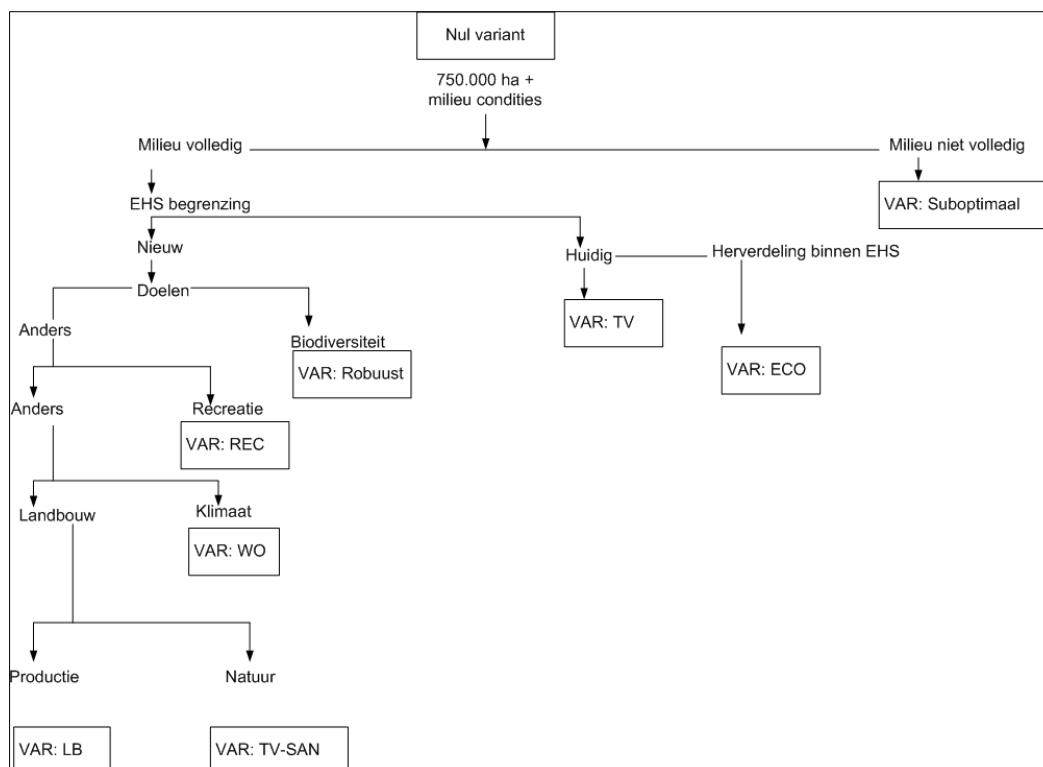 Nul variant
750.000 ha +
milieu condities
Milieu volledig
Milieu niet volledig
EHS begrenzing
VAR: Suboptimaal
Nieuw
Huidig
Herverdeling binnen EHS
Doelen
VAR: TV
Anders
Biodiversiteit
VAR: Robuust
VAR: ECO
Anders
Recreatie
VAR: REC
Landbouw
Klimaat
VAR: WO
Productie
Natuur
VAR: LB
VAR: TV-SAN